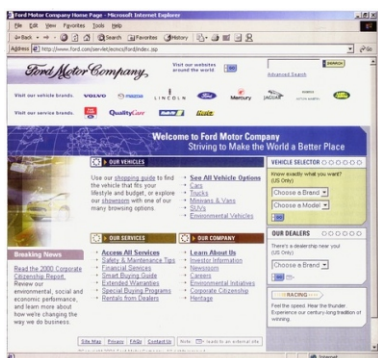 Ford Motor Company Home Page - Microsoft Internet Explorer
File Edit View Favorites Tools Help
Back Search Favorites History
Address http://www.ford.com/servlet/ecmcs/ford/index.jsp
Ford Motor Company
Visit our websites
around the world
SEARCH
Advanced Search
Visit our vehicle brands.
VOLVO
mazda
LINCOLN
Ford
Mercury
JAGUAR
ASTON MARTIN
Visit our service brands.
QualityCare
Hertz
Welcome to Ford Motor Company
Striving to Make the World a Better Place
OUR VEHICLES
Use our shopping guide to find
the vehicle that fits your
lifestyle and budget, or explore
our showroom with one of our
many browsing options.
See All Vehicle Options
Cars
Trucks
Minivans & Vans
SUVs
Environmental Vehicles
VEHICLE SELECTOR
Know exactly what you want?
(US Only)
Choose a Brand
Choose a Model
GO
OUR DEALERS
There's a dealership near you!
(US Only)
Choose a Brand
GO
RACING
Feel the speed. Hear the thunder.
Experience our century-long tradition of
winning.
Breaking News
Read the 2000 Corporate
Citizenship Report.
Review our
environmental, social and
economic performance,
and learn more about
how we're changing the
way we do business.
OUR SERVICES
Access All Services
Safety & Maintenance Tips
Financial Services
Smart Buying Guide
Extended Warranties
Special Buying Programs
Rentals from Dealers
OUR COMPANY
Learn About Us
Investor Information
Newsroom
Careers
Environmental Initiatives
Corporate Citizenship
Heritage
Site Map Privacy FAQs Contact Us Note: leads to an external site
Internet